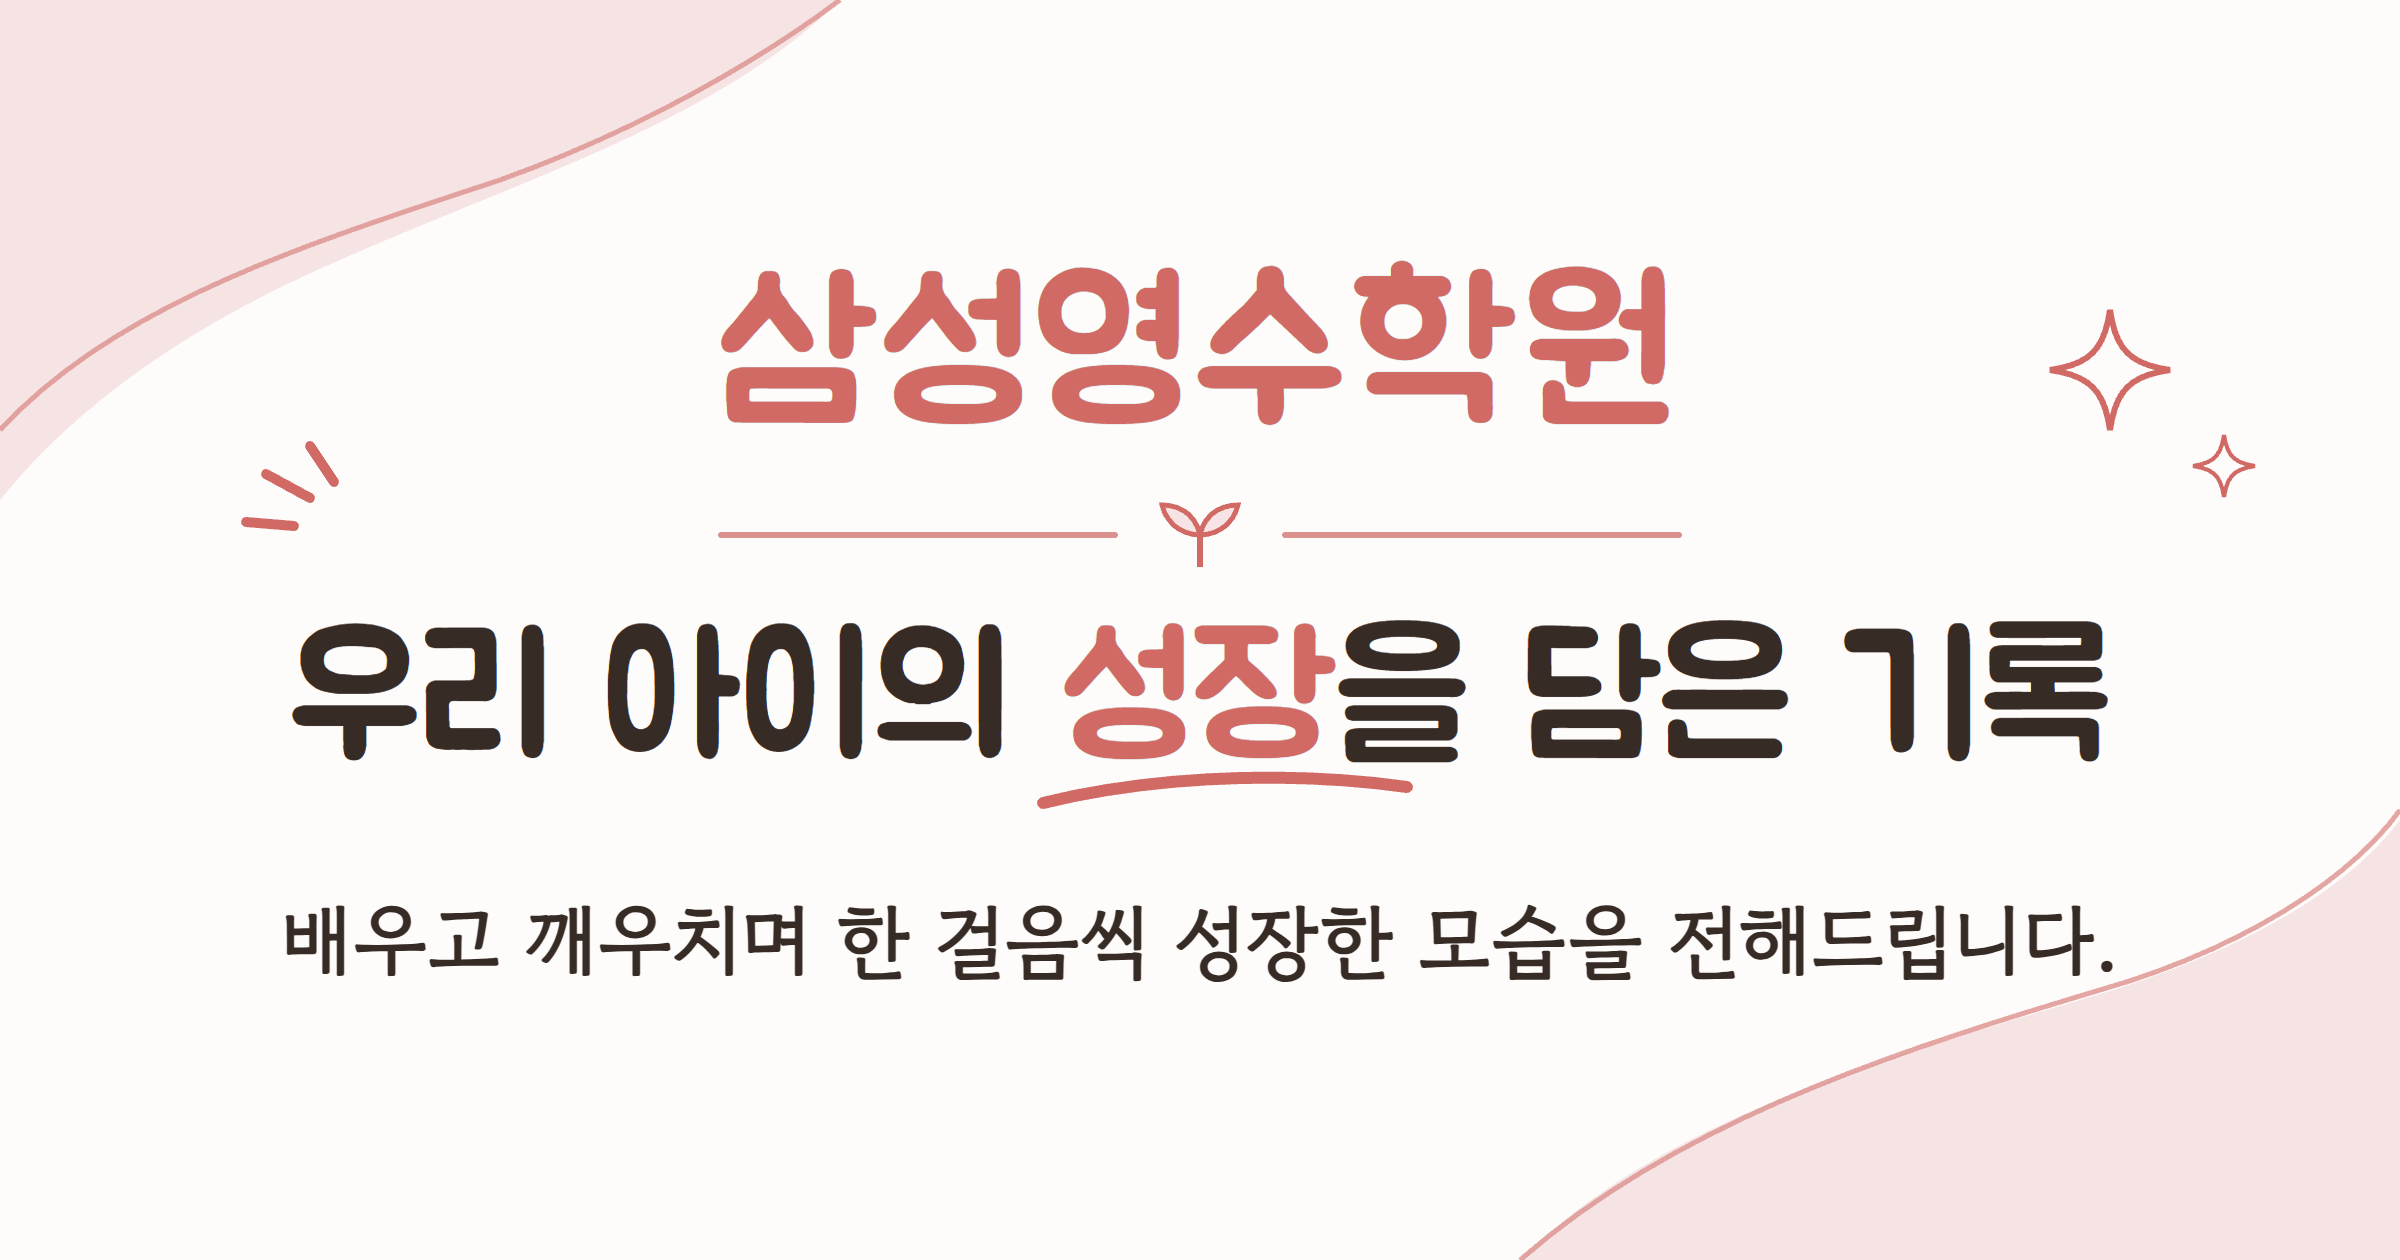 삼성영수학원
우리 아이의 성장을 담은 기록
배우고 깨우치며 한 걸음씩 성장한 모습을 전해드립니다.